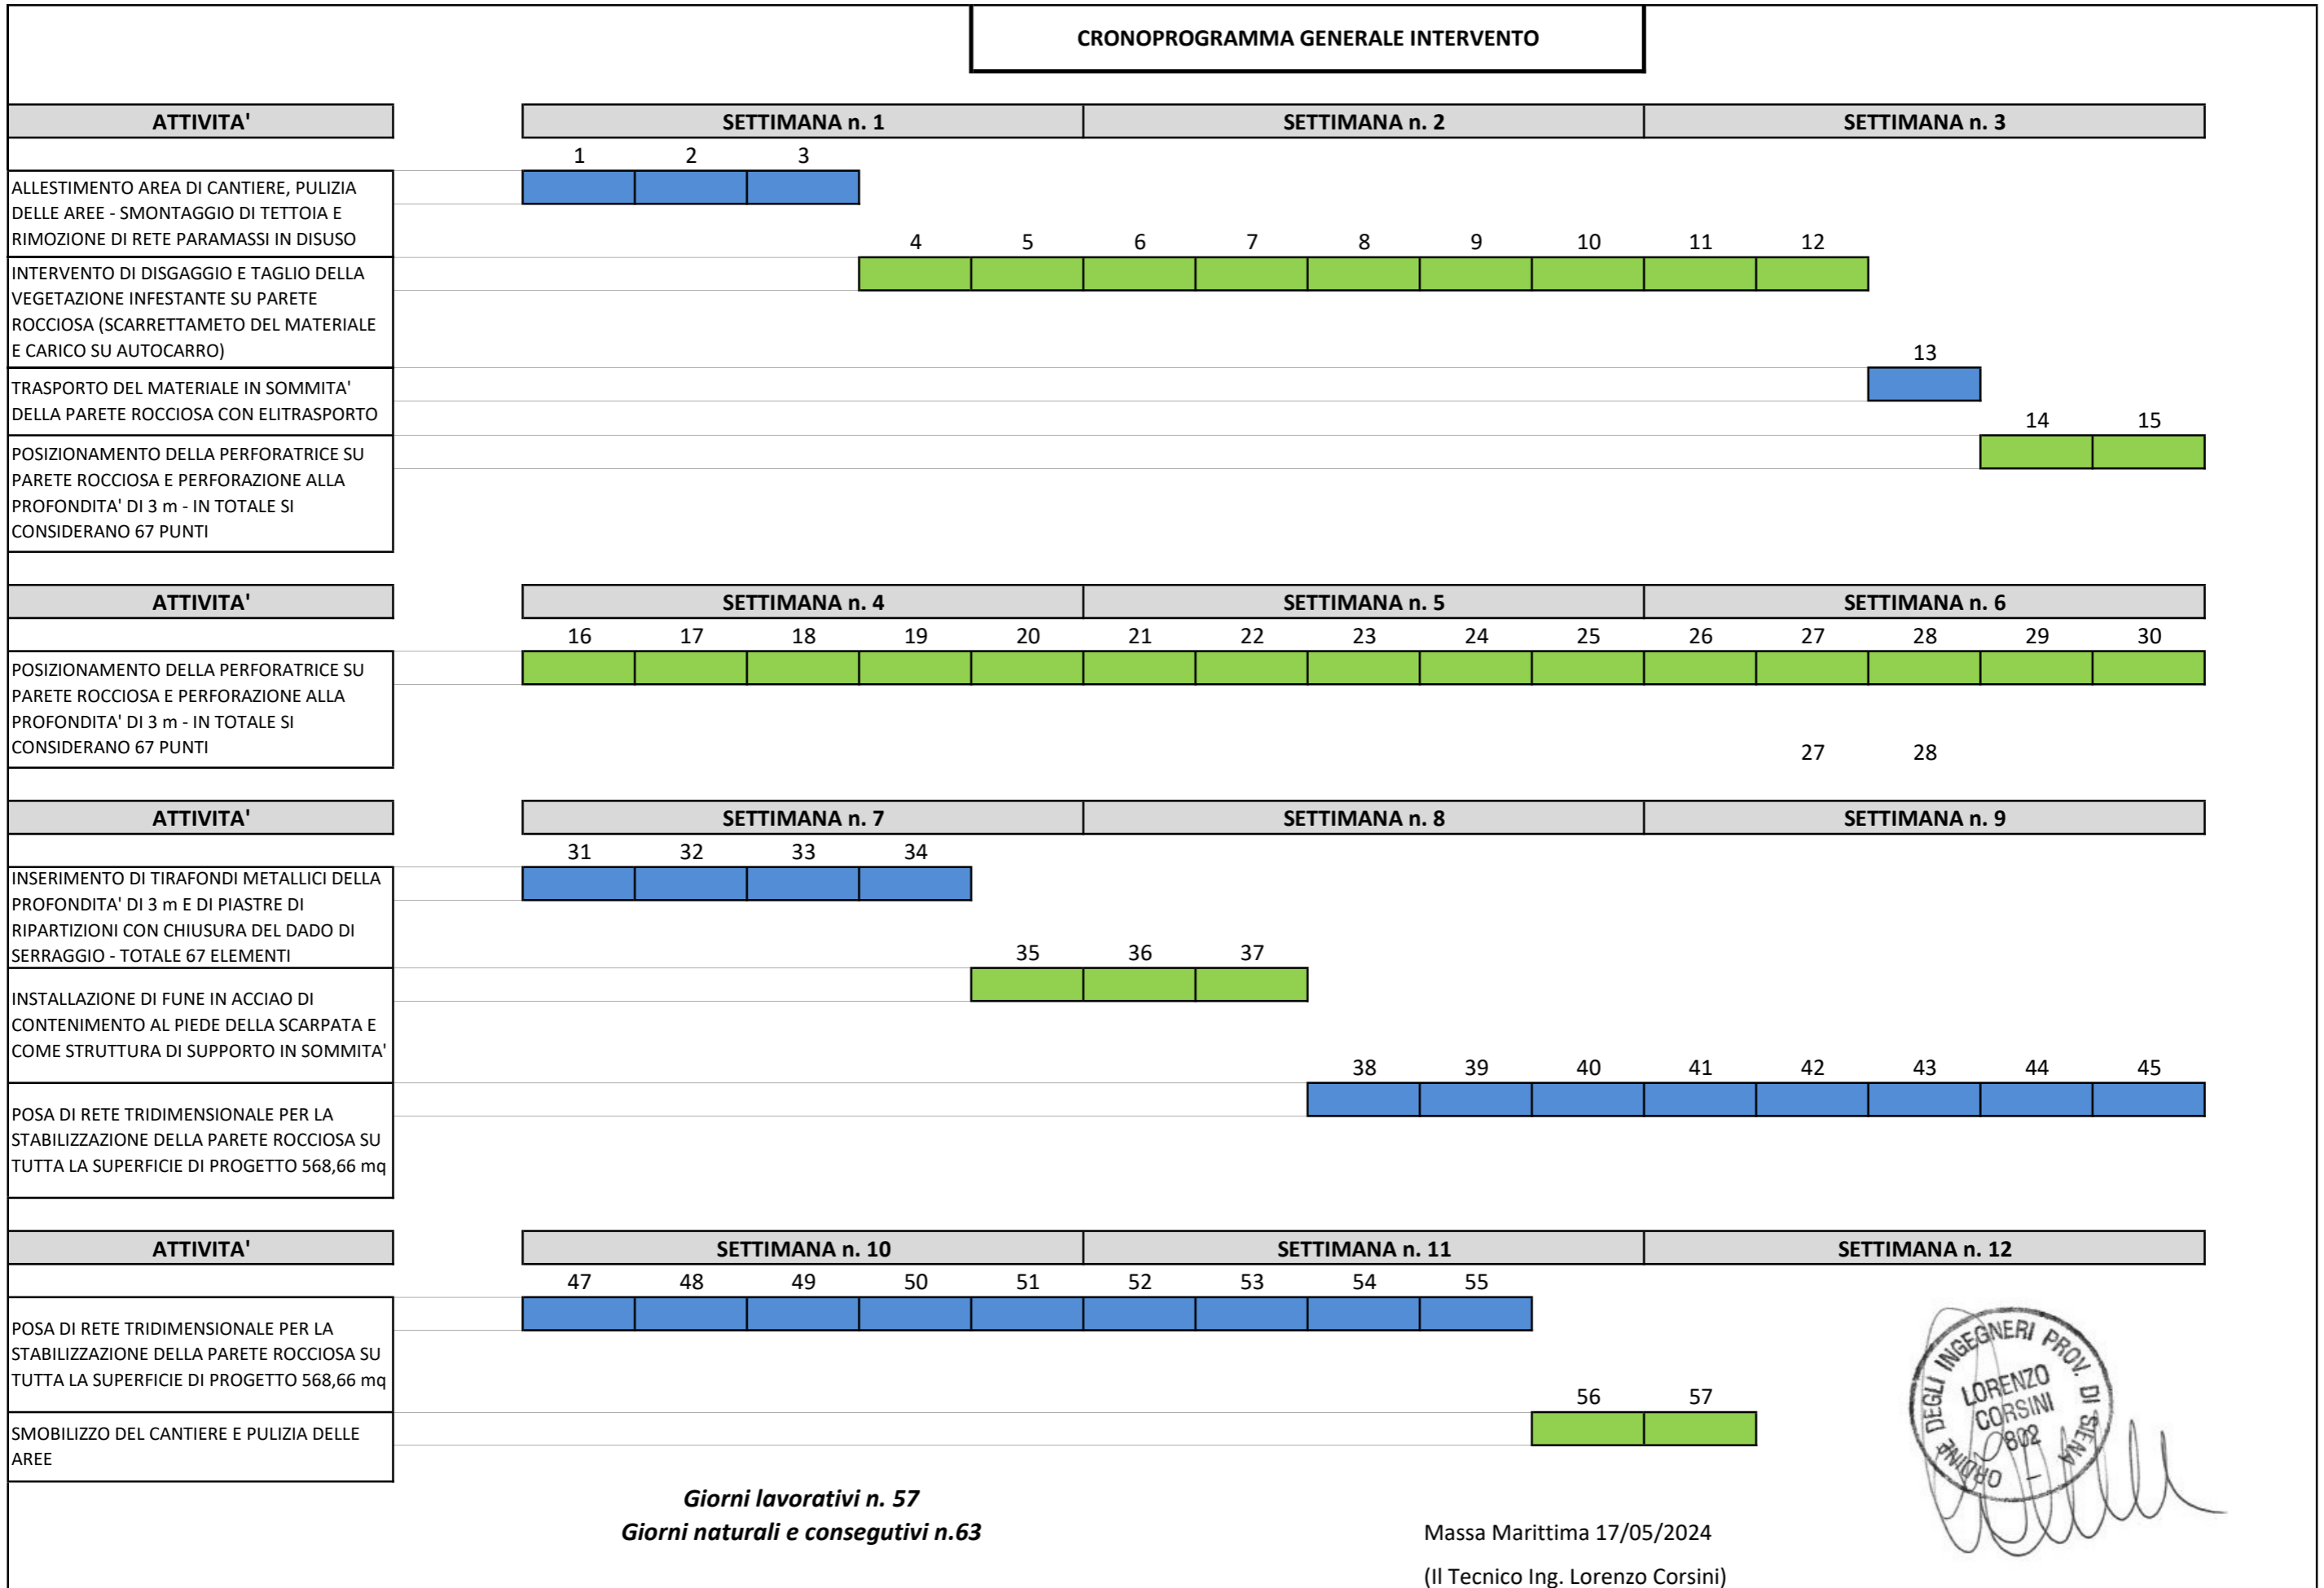 CRONOPROGRAMMA GENERALE INTERVENTO
ATTIVITA'
SETTIMANA n. 1
SETTIMANA n. 2
SETTIMANA n. 3
1 2 3
ALLESTIMENTO AREA DI CANTIERE, PULIZIA
DELLE AREE - SMONTAGGIO DI TETTOIA E
RIMOZIONE DI RETE PARAMASSI IN DISUSO
4 5 6 7 8 9 10 11 12
INTERVENTO DI DISGAGGIO E TAGLIO DELLA
VEGETAZIONE INFESTANTE SU PARETE
ROCCIOSA (SCARRETTAMETO DEL MATERIALE
E CARICO SU AUTOCARRO)
13
TRASPORTO DEL MATERIALE IN SOMMITA'
DELLA PARETE ROCCIOSA CON ELITRASPORTO
14 15
POSIZIONAMENTO DELLA PERFORATRICE SU
PARETE ROCCIOSA E PERFORAZIONE ALLA
PROFONDITA' DI 3 m - IN TOTALE SI
CONSIDERANO 67 PUNTI
ATTIVITA'
SETTIMANA n. 4
SETTIMANA n. 5
SETTIMANA n. 6
16 17 18 19 20 21 22 23 24 25 26 27 28 29 30
POSIZIONAMENTO DELLA PERFORATRICE SU
PARETE ROCCIOSA E PERFORAZIONE ALLA
PROFONDITA' DI 3 m - IN TOTALE SI
CONSIDERANO 67 PUNTI
27 28
ATTIVITA'
SETTIMANA n. 7
SETTIMANA n. 8
SETTIMANA n. 9
31 32 33 34
INSERIMENTO DI TIRAFONDI METALLICI DELLA
PROFONDITA' DI 3 m E DI PIASTRE DI
RIPARTIZIONI CON CHIUSURA DEL DADO DI
SERRAGGIO - TOTALE 67 ELEMENTI
35 36 37
INSTALLAZIONE DI FUNE IN ACCIAO DI
CONTENIMENTO AL PIEDE DELLA SCARPATA E
COME STRUTTURA DI SUPPORTO IN SOMMITA'
38 39 40 41 42 43 44 45
POSA DI RETE TRIDIMENSIONALE PER LA
STABILIZZAZIONE DELLA PARETE ROCCIOSA SU
TUTTA LA SUPERFICIE DI PROGETTO 568,66 mq
ATTIVITA'
SETTIMANA n. 10
SETTIMANA n. 11
SETTIMANA n. 12
47 48 49 50 51 52 53 54 55
POSA DI RETE TRIDIMENSIONALE PER LA
STABILIZZAZIONE DELLA PARETE ROCCIOSA SU
TUTTA LA SUPERFICIE DI PROGETTO 568,66 mq
56 57
SMOBILIZZO DEL CANTIERE E PULIZIA DELLE
AREE
Giorni lavorativi n. 57
Giorni naturali e consegutivi n.63
Massa Marittima 17/05/2024
(Il Tecnico Ing. Lorenzo Corsini)
ORDINE DEGLI INGEGNERI PROV. DI SIENA
LORENZO
CORSINI
802